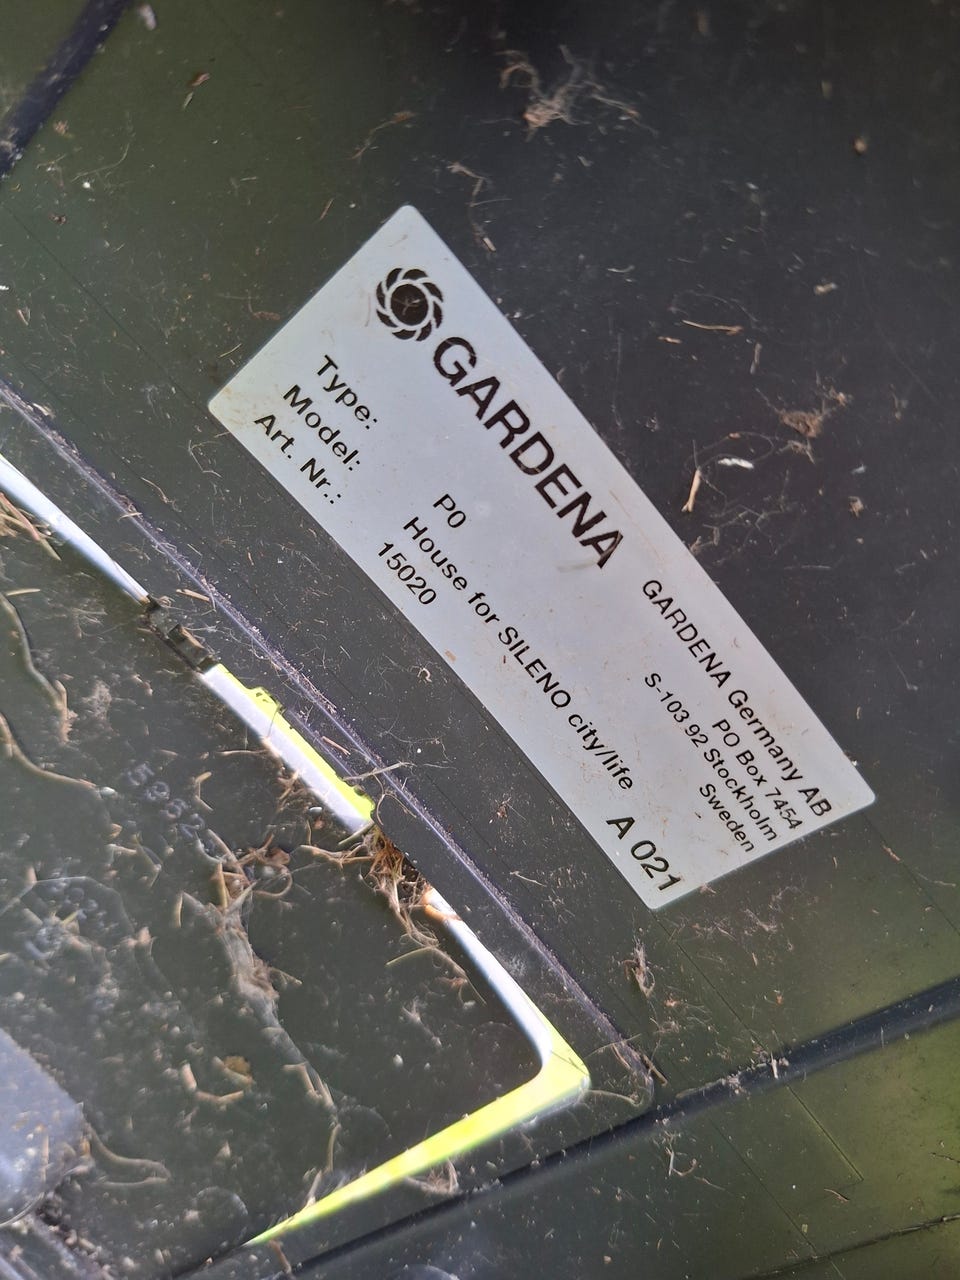 GARDENA
GARDENA Germany AB
PO Box 7454
S-103 92 Stockholm
Sweden
Type: P0
Model: House for SILENO city/life
Art. Nr.: 15020
A 021